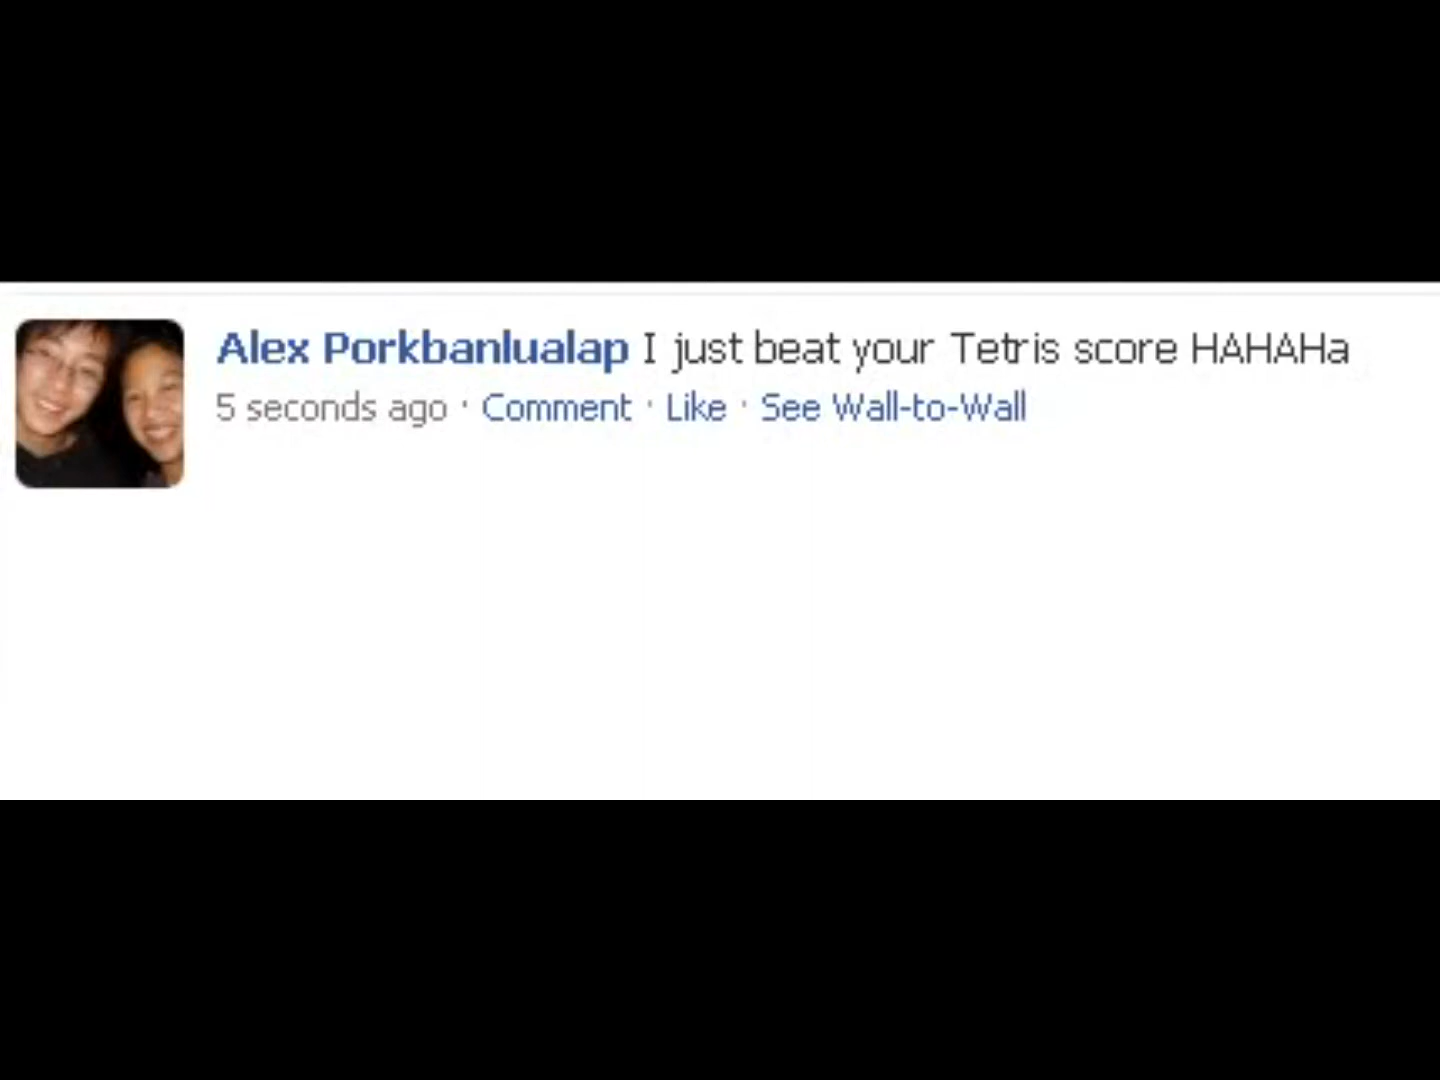 Alex Porkbanlualap I just beat your Tetris score HAHAHa
5 seconds ago · Comment · Like · See Wall-to-Wall